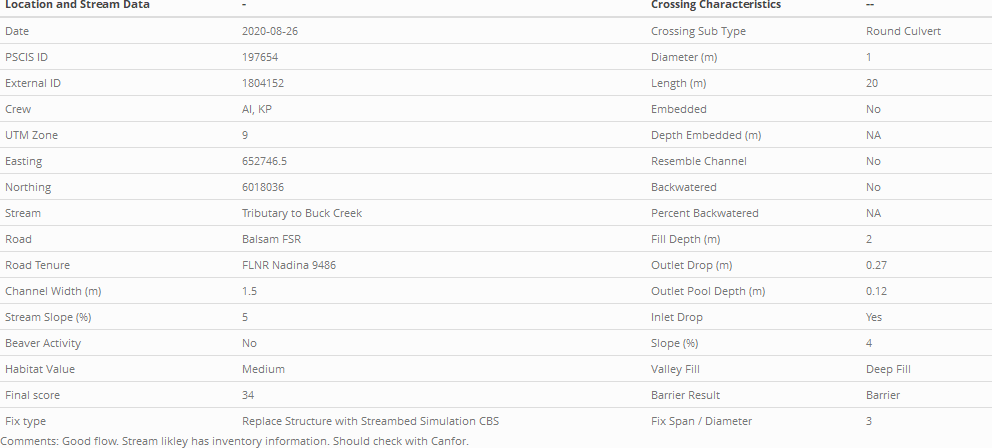 Location and Stream Data - Crossing Characteristics --
Date 2020-08-26 Crossing Sub Type Round Culvert
PSCIS ID 197654 Diameter (m) 1
External ID 1804152 Length (m) 20
Crew AI, KP Embedded No
UTM Zone 9 Depth Embedded (m) NA
Easting 652746.5 Resemble Channel No
Northing 6018036 Backwatered No
Stream Tributary to Buck Creek Percent Backwatered NA
Road Balsam FSR Fill Depth (m) 2
Road Tenure FLNR Nadina 9486 Outlet Drop (m) 0.27
Channel Width (m) 1.5 Outlet Pool Depth (m) 0.12
Stream Slope (%) 5 Inlet Drop Yes
Beaver Activity No Slope (%) 4
Habitat Value Medium Valley Fill Deep Fill
Final score 34 Barrier Result Barrier
Fix type Replace Structure with Streambed Simulation CBS Fix Span / Diameter 3
Comments: Good flow. Stream likley has inventory information. Should check with Canfor.